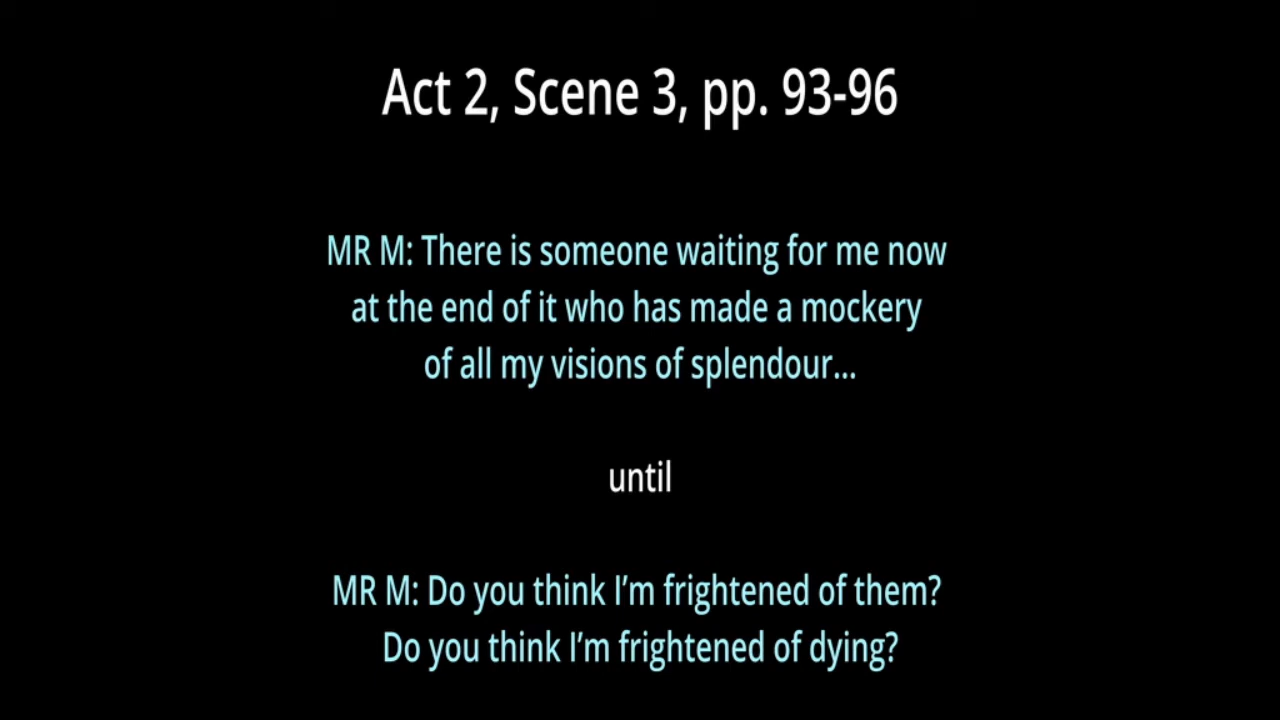 Act 2, Scene 3, pp. 93-96
MR M: There is someone waiting for me now
at the end of it who has made a mockery
of all my visions of splendour...
until
MR M: Do you think I’m frightened of them?
Do you think I’m frightened of dying?